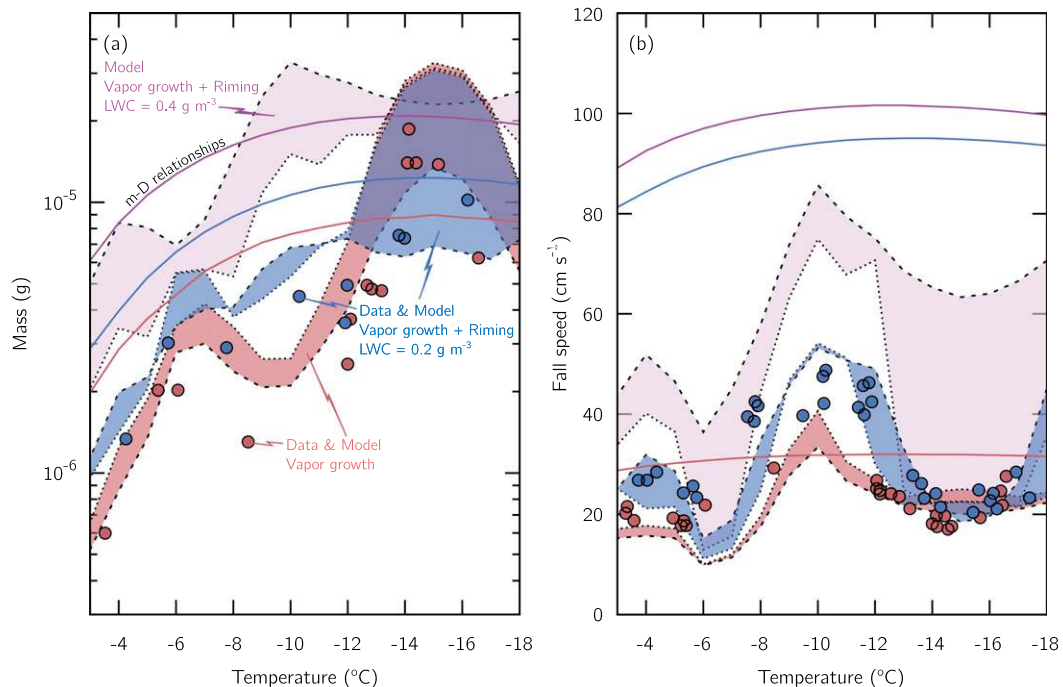 (a)
Model
Vapor growth + Riming
LWC = 0.4 g m⁻³
m-D relationships
Data & Model
Vapor growth + Riming
LWC = 0.2 g m⁻³
Data & Model
Vapor growth
Mass (g)
10⁻⁵
10⁻⁶
-4 -6 -8 -10 -12 -14 -16 -18
Temperature (°C)
(b)
Fall speed (cm s⁻¹)
120
100
80
60
40
20
0
-4 -6 -8 -10 -12 -14 -16 -18
Temperature (°C)